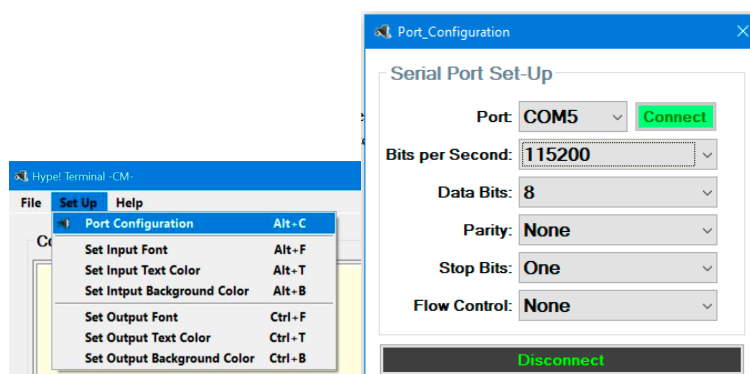 Hype! Terminal -CM-
File Set Up Help
Port Configuration Alt+C
Set Input Font Alt+F
Set Input Text Color Alt+T
Set Intput Background Color Alt+B
Set Output Font Ctrl+F
Set Output Text Color Ctrl+T
Set Output Background Color Ctrl+B
Port_Configuration
Serial Port Set-Up
Port: COM5 Connect
Bits per Second: 115200
Data Bits: 8
Parity: None
Stop Bits: One
Flow Control: None
Disconnect